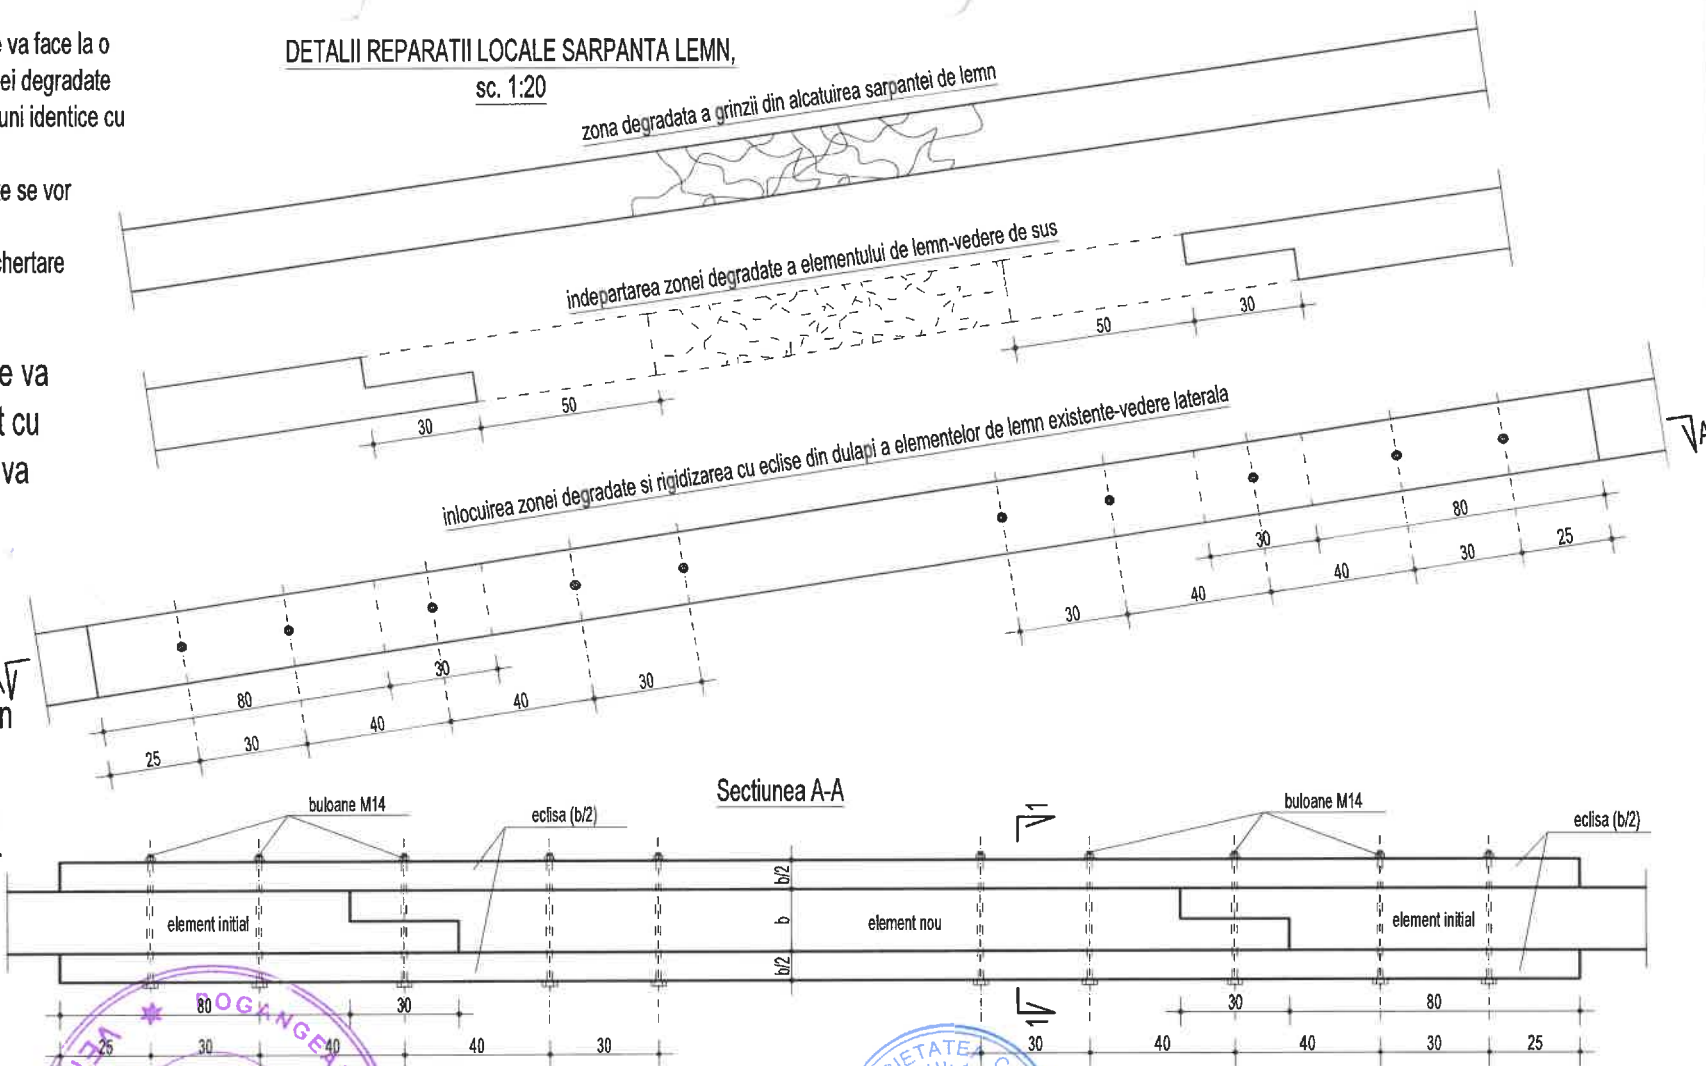 va face la o
ei degradate
uni identice cu
e se vor
chertare
e va
t cu
va
n
DETALII REPARATII LOCALE SARPANTA LEMN,
sc. 1:20
zona degradata a grinzii din alcatuirea sarpantei de lemn
indepartarea zonei degradate a elementului de lemn-vedere de sus
50
30
30
50
inlocuirea zonei degradate si rigidizarea cu eclise din dulapi a elementelor de lemn existente-vedere laterala
A
80
30
25
30
40
40
30
80
30
30
40
40
30
25
Sectiunea A-A
buloane M14
eclisa (b/2)
1
buloane M14
eclisa (b/2)
b/2
element initial
b
element nou
element initial
b/2
80
30
1
30
80
25
30
40
40
30
30
40
40
30
25